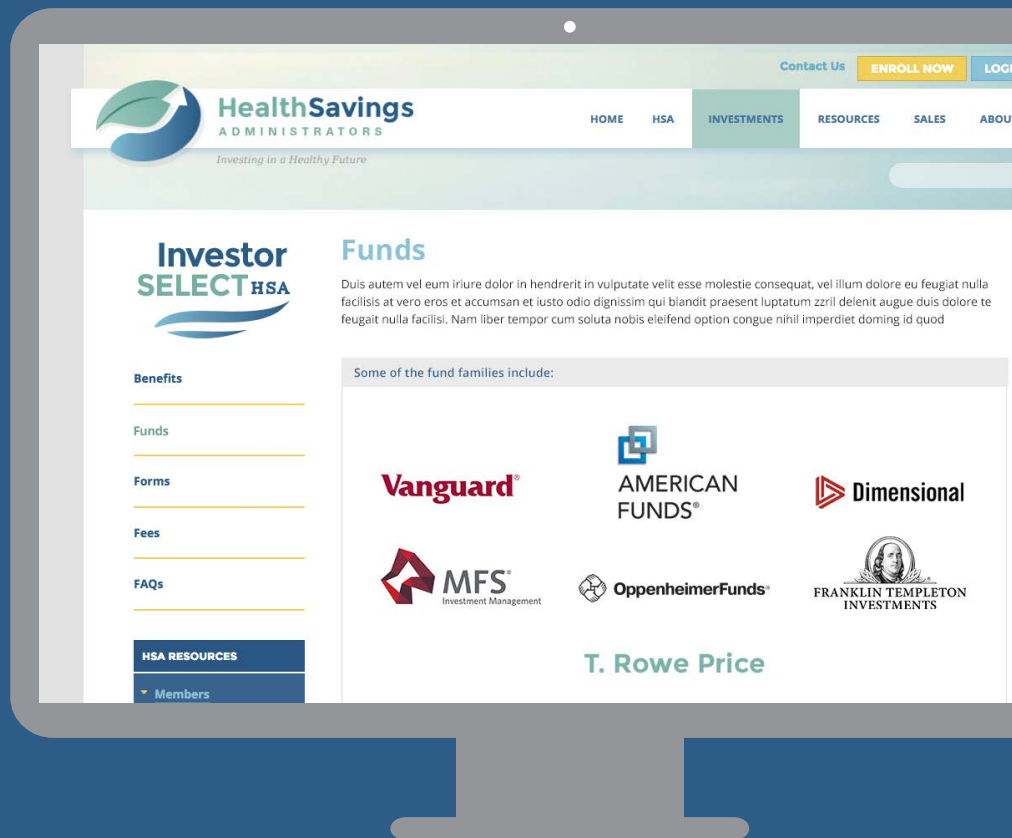 Contact Us
ENROLL NOW
HealthSavings
ADMINISTRATORS
Investing in a Healthy Future
HOME HSA INVESTMENTS RESOURCES SALES
Investor
SELECT HSA
Benefits
Funds
Forms
Fees
FAQs
HSA RESOURCES
Members
Funds
Duis autem vel eum iriure dolor in hendrerit in vulputate velit esse molestie consequat, vel illum dolore eu feugiat nulla
facilisis at vero eros et accumsan et iusto odio dignissim qui blandit praesent luptatum zzril delenit augue duis dolore te
feugait nulla facilisi. Nam liber tempor cum soluta nobis eleifend option congue nihil imperdiet doming id quod
Some of the fund families include:
Vanguard®
AMERICAN
FUNDS®
Dimensional
MFS®
Investment Management
OppenheimerFunds®
FRANKLIN TEMPLETON
INVESTMENTS
T. Rowe Price